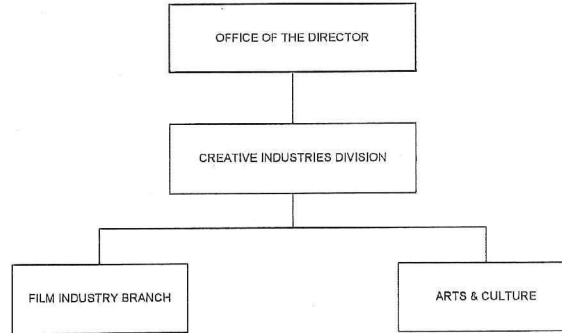 OFFICE OF THE DIRECTOR
CREATIVE INDUSTRIES DIVISION
FILM INDUSTRY BRANCH
ARTS & CULTURE